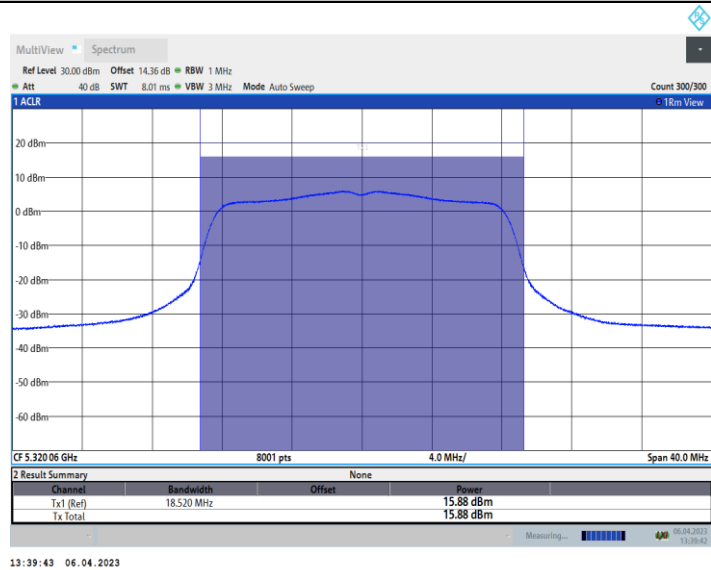 MultiView Spectrum
Ref Level 30.00 dBm Offset 14.36 dB RBW 1 MHz
Att 40 dB SWT 8.01 ms VBW 3 MHz Mode Auto Sweep Count 300/300
1 ACLR 1Rm View
20 dBm
10 dBm
0 dBm
-10 dBm
-20 dBm
-30 dBm
-40 dBm
-50 dBm
-60 dBm
CF 5.320 06 GHz 8001 pts 4.0 MHz/ Span 40.0 MHz
2 Result Summary None
Channel Bandwidth Offset Power
Tx1 (Ref) 18.520 MHz 15.88 dBm
Tx Total 15.88 dBm
Measuring... 06.04.2023
13:39:42
13:39:43 06.04.2023